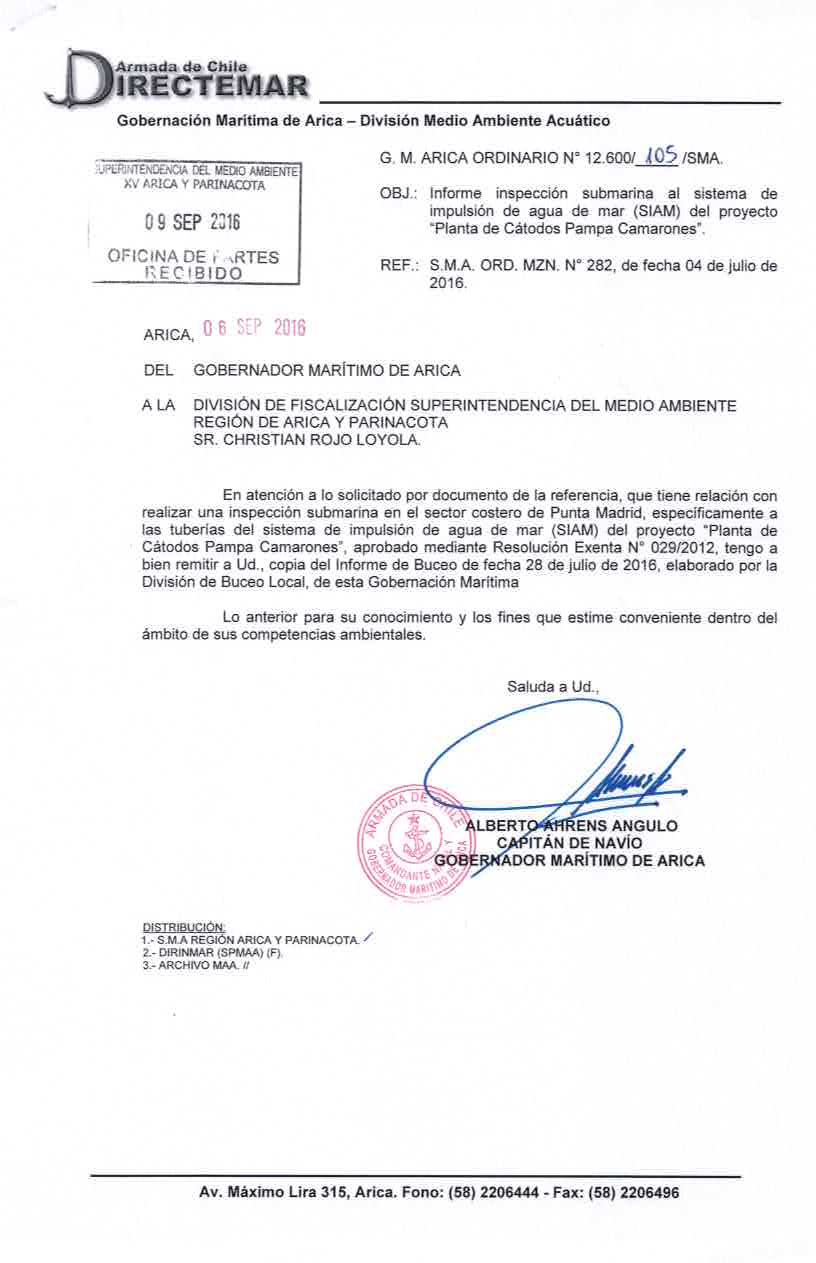 Armada de Chile
DIRECTEMAR
Gobernación Marítima de Arica – División Medio Ambiente Acuático
SUPERINTENDENCIA DEL MEDIO AMBIENTE
XV ARICA Y PARINACOTA
09 SEP 2016
OFICINA DE PARTES
RECIBIDO
G. M. ARICA ORDINARIO N° 12.600/ 105 /SMA.
OBJ.: Informe inspección submarina al sistema de
impulsión de agua de mar (SIAM) del proyecto
“Planta de Cátodos Pampa Camarones”.
REF.: S.M.A. ORD. MZN. N° 282, de fecha 04 de julio de
2016.
ARICA, 06 SEP 2016
DEL GOBERNADOR MARÍTIMO DE ARICA
A LA DIVISIÓN DE FISCALIZACIÓN SUPERINTENDENCIA DEL MEDIO AMBIENTE
REGIÓN DE ARICA Y PARINACOTA
SR. CHRISTIAN ROJO LOYOLA.
En atención a lo solicitado por documento de la referencia, que tiene relación con
realizar una inspección submarina en el sector costero de Punta Madrid, específicamente a
las tuberías del sistema de impulsión de agua de mar (SIAM) del proyecto “Planta de
Cátodos Pampa Camarones”, aprobado mediante Resolución Exenta N° 029/2012, tengo a
bien remitir a Ud., copia del Informe de Buceo de fecha 28 de julio de 2016, elaborado por la
División de Buceo Local, de esta Gobernación Marítima
Lo anterior para su conocimiento y los fines que estime conveniente dentro del
ámbito de sus competencias ambientales.
Saluda a Ud.,
ARMADA DE CHILE
COMANDANTE NAVAL Y
GOBERNADOR MARITIMO DE ARICA
ALBERTO AHRENS ANGULO
CAPITÁN DE NAVÍO
GOBERNADOR MARÍTIMO DE ARICA
DISTRIBUCIÓN:
1.- S.M.A REGIÓN ARICA Y PARINACOTA.
2.- DIRINMAR (SPMAA) (F).
3.- ARCHIVO MAA. //
Av. Máximo Lira 315, Arica. Fono: (58) 2206444 - Fax: (58) 2206496